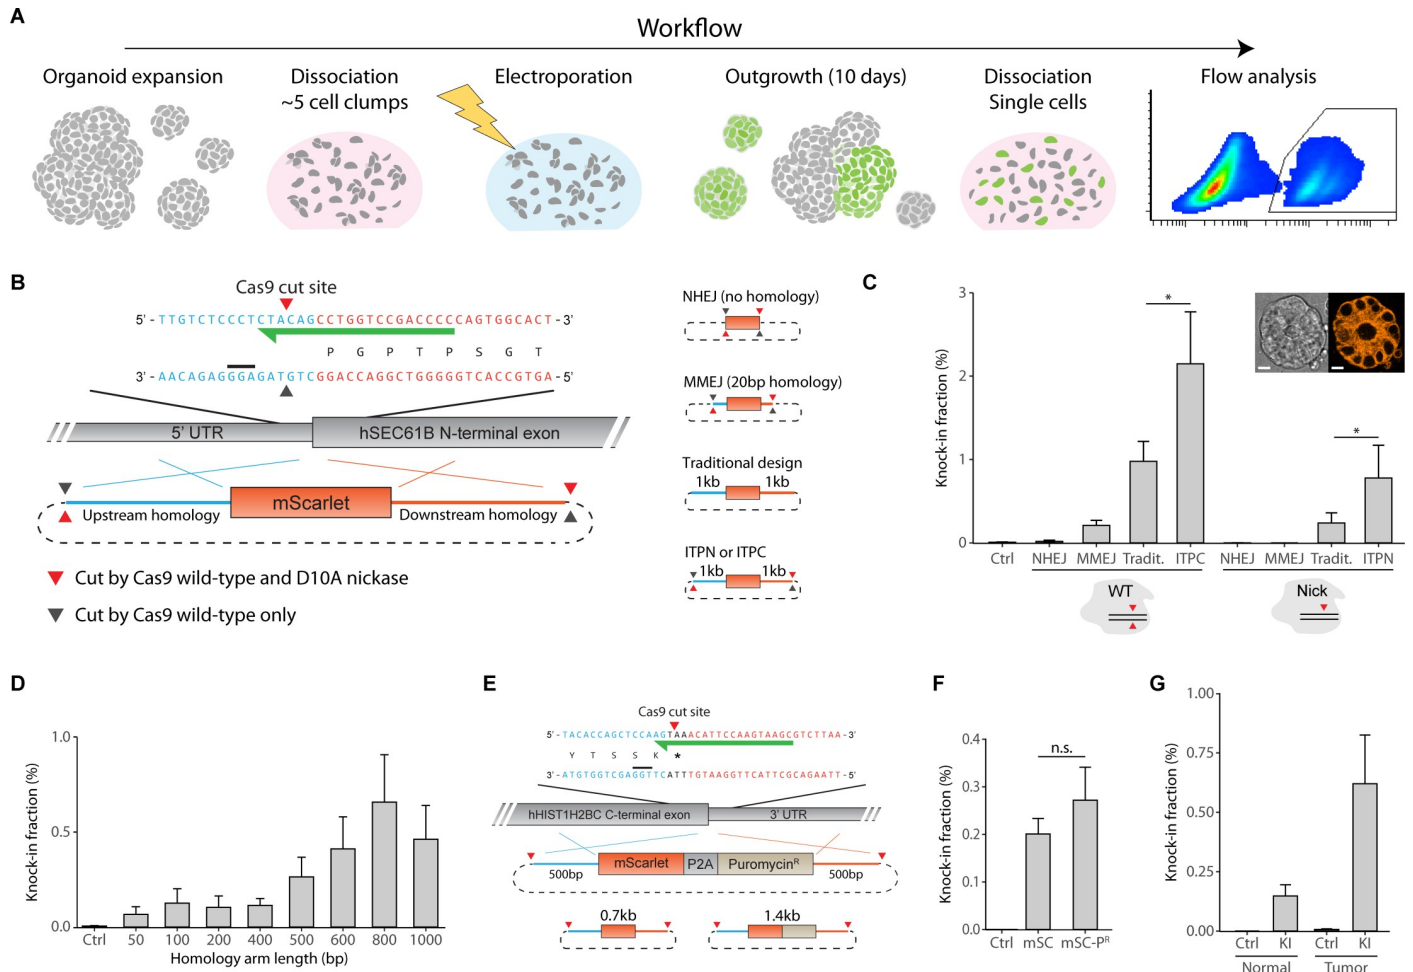 A
Workflow
Organoid expansion
Dissociation
~5 cell clumps
Electroporation
Outgrowth (10 days)
Dissociation
Single cells
Flow analysis
B
Cas9 cut site
5' - TTGTCTCCCTCTACAGCCTGGTCCGACCCCCAGTGGCACT - 3'
P G P T P S G T
3' - AACAGAGGGAGATGTCGGACCAGGCTGGGGGTCACCGTGA - 5'
5' UTR
hSEC61B N-terminal exon
mScarlet
Upstream homology
Downstream homology
Cut by Cas9 wild-type and D10A nickase
Cut by Cas9 wild-type only
NHEJ (no homology)
MMEJ (20bp homology)
Traditional design
1kb 1kb
ITPN or ITPC
1kb 1kb
C
Knock-in fraction (%)
3
2
1
0
*
*
Ctrl NHEJ MMEJ Tradit. ITPC NHEJ MMEJ Tradit. ITPN
WT
Nick
D
Knock-in fraction (%)
1.0
0.5
0.0
Ctrl 50 100 200 400 500 600 800 1000
Homology arm length (bp)
E
Cas9 cut site
5' - TACACCAGCTCCAAGTAAACATTCCAAGTAAGCGTCTTAA - 3'
Y T S S K *
3' - ATGTGGTCGAGGTTCATTTGTAAGGTTCATTCGCAGAATT - 5'
hHIST1H2BC C-terminal exon
3' UTR
mScarlet P2A Puromycinᴿ
500bp 500bp
0.7kb 1.4kb
F
Knock-in fraction (%)
0.4
0.3
0.2
0.1
0.0
n.s.
Ctrl mSC mSC-Pᴿ
G
Knock-in fraction (%)
1.00
0.75
0.50
0.25
0.00
Ctrl KI Ctrl KI
Normal Tumor